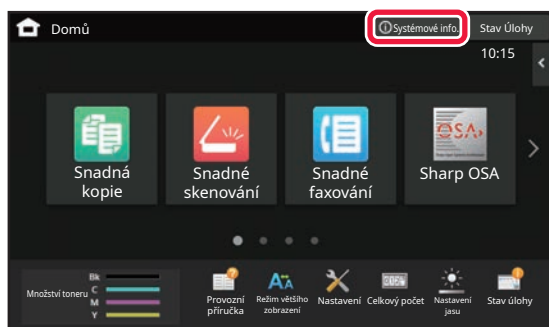 Domů
Systémové info.
Stav Úlohy
10:15
Snadná
kopie
Snadné
skenování
Snadné
faxování
OSA
Sharp OSA
Množství toneru
Bk
C
M
Y
Provozní
příručka
Režim většího
zobrazení
Nastavení
Celkový počet
Nastavení
jasu
Stav úlohy